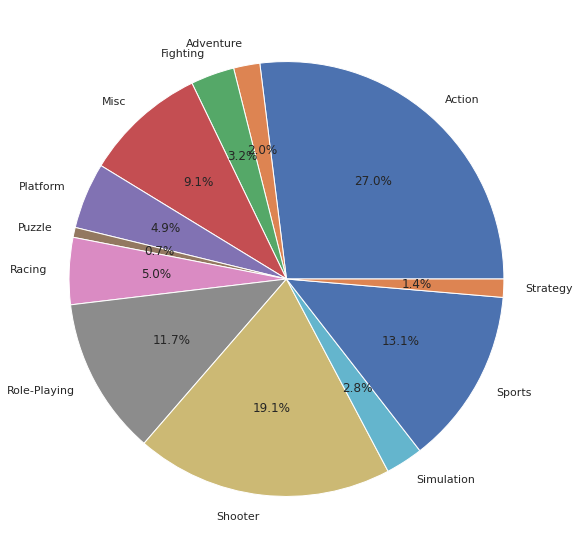 Adventure
Fighting
Action
Misc
2.0%
3.2%
27.0%
9.1%
Platform
4.9%
Puzzle
0.7%
Racing
5.0%
1.4%
Strategy
11.7%
13.1%
Role-Playing
2.8%
Sports
19.1%
Simulation
Shooter